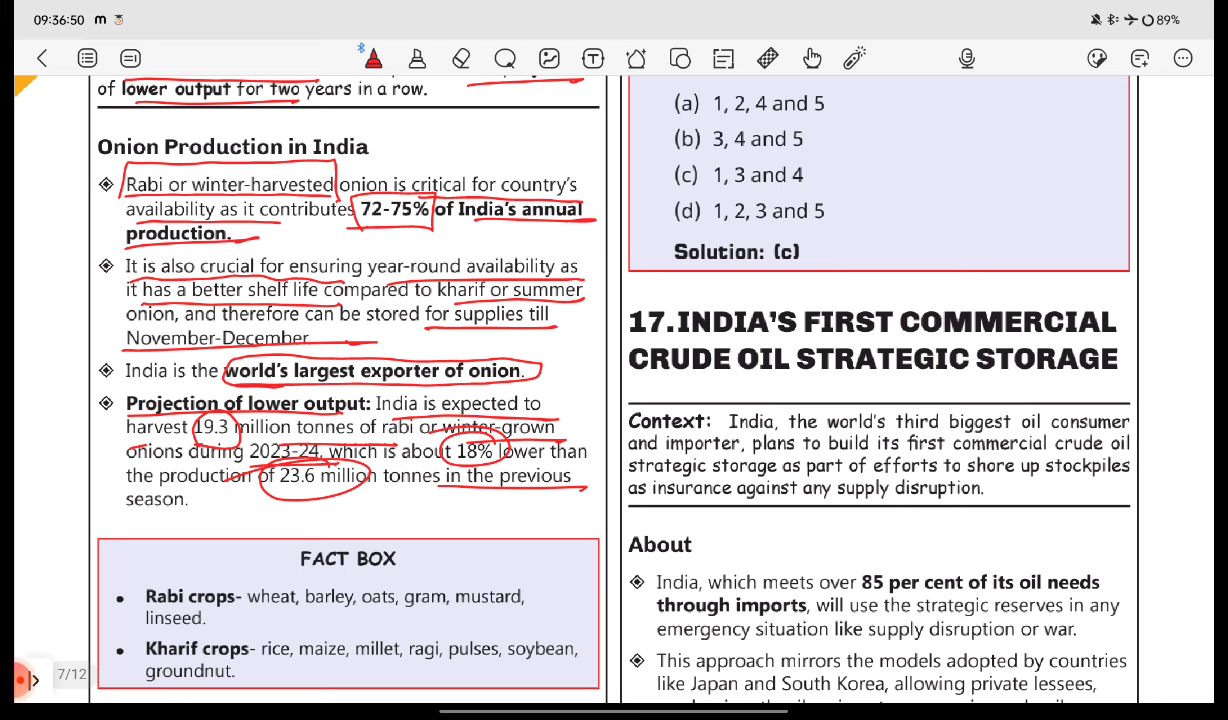 09:36:50 m
89%
of lower output for two years in a row.
Onion Production in India
Rabi or winter-harvested onion is critical for country's
availability as it contributes 72-75% of India's annual
production.
It is also crucial for ensuring year-round availability as
it has a better shelf life compared to kharif or summer
onion, and therefore can be stored for supplies till
November-December
India is the world's largest exporter of onion.
Projection of lower output: India is expected to
harvest 19.3 million tonnes of rabi or winter-grown
onions during 2023-24, which is about 18% lower than
the production of 23.6 million tonnes in the previous
season.
FACT BOX
• Rabi crops- wheat, barley, oats, gram, mustard,
linseed.
• Kharif crops- rice, maize, millet, ragi, pulses, soybean,
groundnut.
7/12
(a) 1, 2, 4 and 5
(b) 3, 4 and 5
(c) 1, 3 and 4
(d) 1, 2, 3 and 5
Solution: (c)
17.INDIA'S FIRST COMMERCIAL
CRUDE OIL STRATEGIC STORAGE
Context: India, the world's third biggest oil consumer
and importer, plans to build its first commercial crude oil
strategic storage as part of efforts to shore up stockpiles
as insurance against any supply disruption.
About
India, which meets over 85 per cent of its oil needs
through imports, will use the strategic reserves in any
emergency situation like supply disruption or war.
This approach mirrors the models adopted by countries
like Japan and South Korea, allowing private lessees,